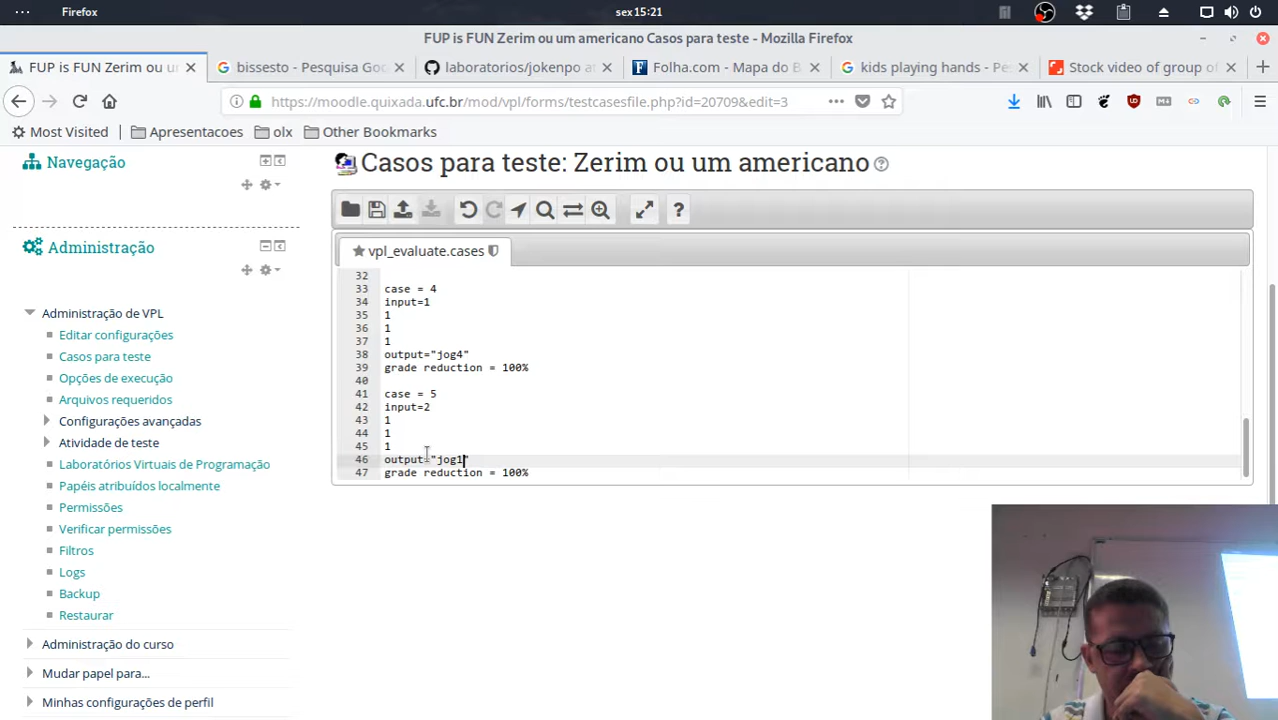 Firefox
sex 15:21
FUP is FUN Zerim ou um americano Casos para teste - Mozilla Firefox
FUP is FUN Zerim ou u
bissesto - Pesquisa Goo
laboratorios/jokenpo at
Folha.com - Mapa do B
kids playing hands - Pe
Stock video of group of
https://moodle.quixada.ufc.br/mod/vpl/forms/testcasesfile.php?id=20709&edit=3
Most Visited
Apresentacoes
olx
Other Bookmarks
Navegação
Casos para teste: Zerim ou um americano
Administração
vpl_evaluate.cases
32
33 case = 4
34 input=1
35 1
36 1
37 1
38 output="jog4"
39 grade reduction = 100%
40
41 case = 5
42 input=2
43 1
44 1
45 1
46 output="jog1"
47 grade reduction = 100%
Administração de VPL
Editar configurações
Casos para teste
Opções de execução
Arquivos requeridos
Configurações avançadas
Atividade de teste
Laboratórios Virtuais de Programação
Papéis atribuídos localmente
Permissões
Verificar permissões
Filtros
Logs
Backup
Restaurar
Administração do curso
Mudar papel para...
Minhas configurações de perfil